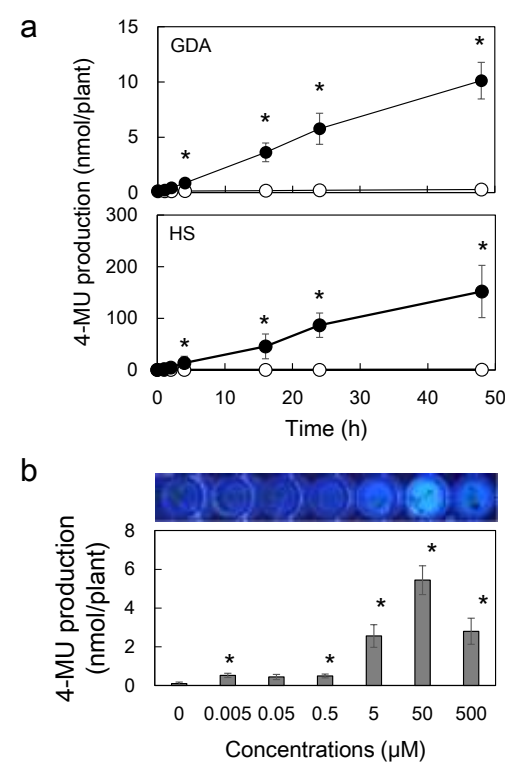 a
15
GDA
*
*
*
*
10
5
0
4-MU production (nmol/plant)
300
HS
*
*
*
*
200
100
0
0 10 20 30 40 50
Time (h)
b
8
6
4
2
0
4-MU production
(nmol/plant)
* * * * *
0 0.005 0.05 0.5 5 50 500
Concentrations (µM)